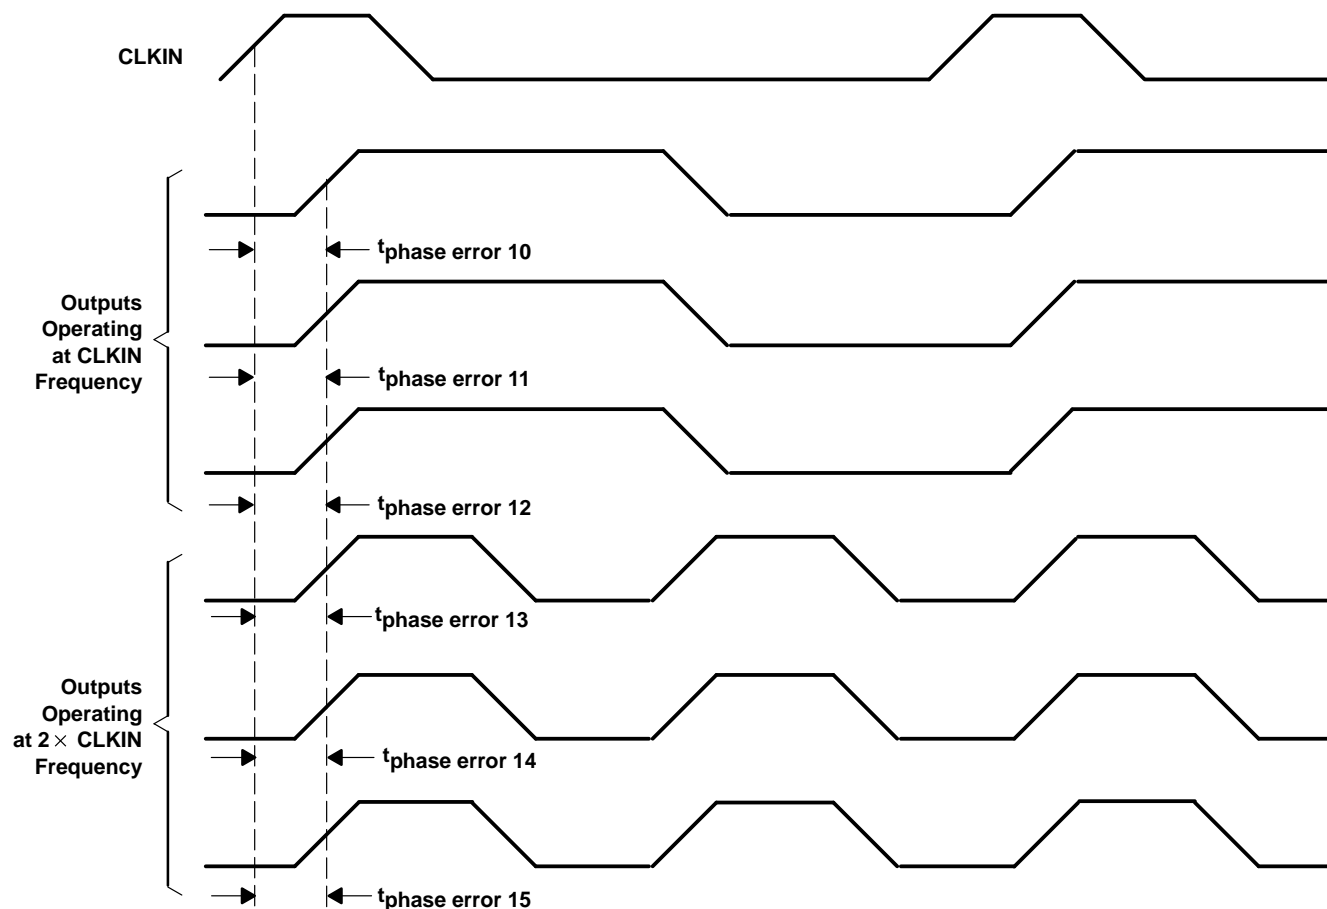 CLKIN
tphase error 10
Outputs
Operating
at CLKIN
Frequency
tphase error 11
tphase error 12
tphase error 13
Outputs
Operating
at 2 × CLKIN
Frequency
tphase error 14
tphase error 15